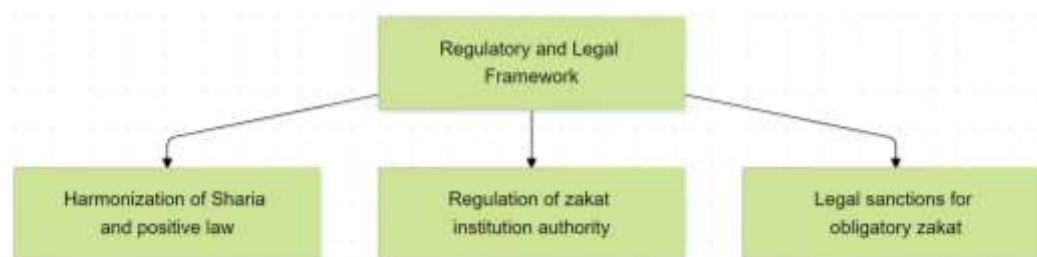 Regulatory and Legal
Framework
Harmonization of Sharia
and positive law
Regulation of zakat
institution authority
Legal sanctions for
obligatory zakat